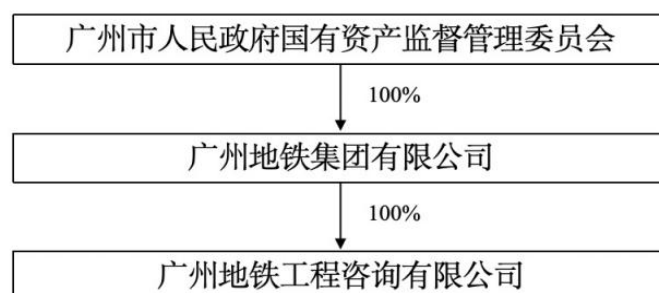 广州市人民政府国有资产监督管理委员会
100%
广州地铁集团有限公司
100%
广州地铁工程咨询有限公司